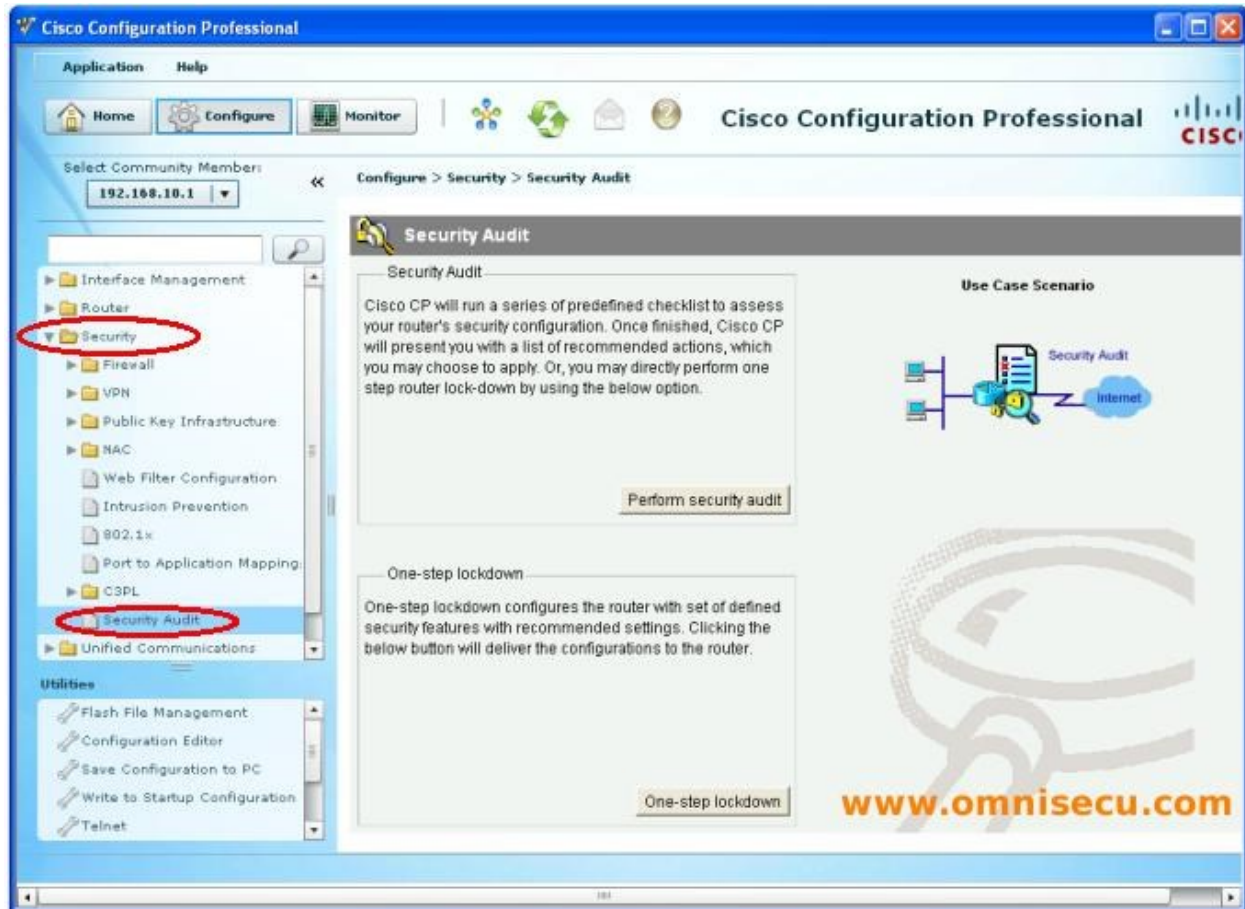 Cisco Configuration Professional
Application Help
Home Configure Monitor
Cisco Configuration Professional
CISC
Select Community Member:
192.168.10.1
Configure > Security > Security Audit
Interface Management
Router
Security
Firewall
VPN
Public Key Infrastructure
NAC
Web Filter Configuration
Intrusion Prevention
802.1x
Port to Application Mapping
C3PL
Security Audit
Unified Communications
Utilities
Flash File Management
Configuration Editor
Save Configuration to PC
Write to Startup Configuration
Telnet
Security Audit
Security Audit
Cisco CP will run a series of predefined checklist to assess
your router's security configuration. Once finished, Cisco CP
will present you with a list of recommended actions, which
you may choose to apply. Or, you may directly perform one
step router lock-down by using the below option.
Perform security audit
One-step lockdown
One-step lockdown configures the router with set of defined
security features with recommended settings. Clicking the
below button will deliver the configurations to the router.
One-step lockdown
Use Case Scenario
Security Audit
Internet
www.omnisecu.com